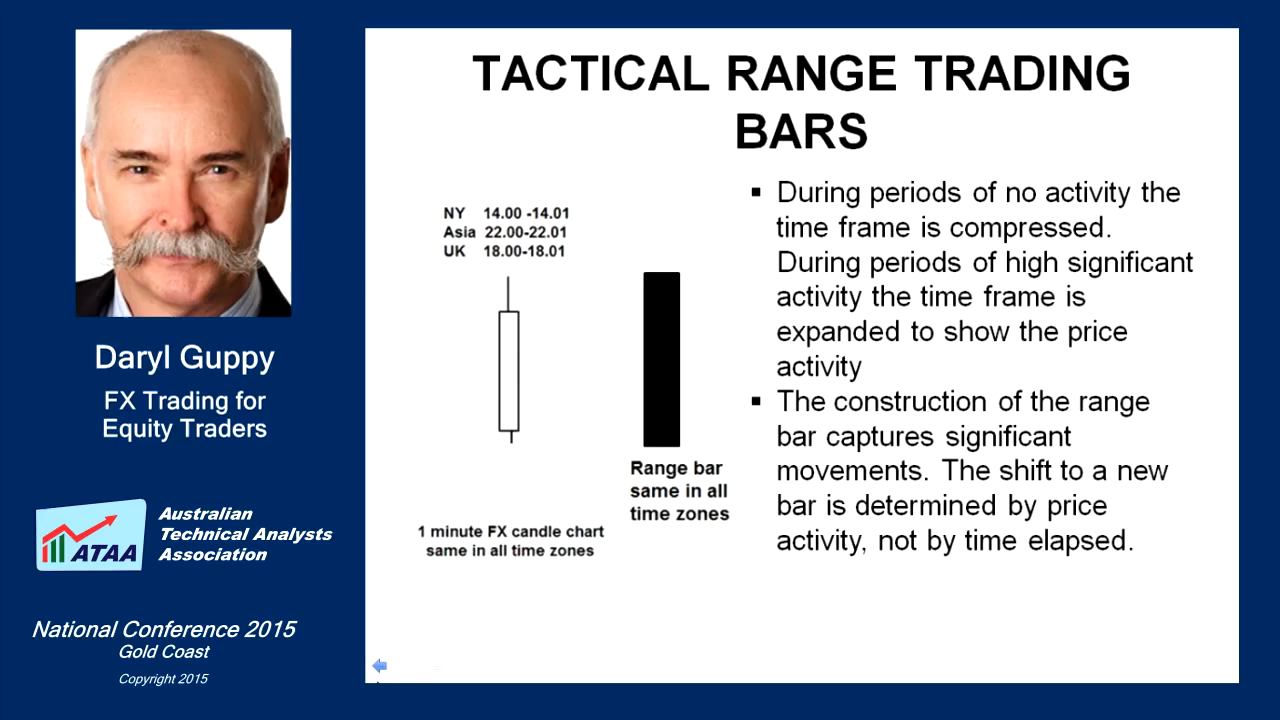 Daryl Guppy
FX Trading for
Equity Traders
ATAA
Australian
Technical Analysts
Association
National Conference 2015
Gold Coast
Copyright 2015
TACTICAL RANGE TRADING
BARS
NY 14.00 -14.01
Asia 22.00-22.01
UK 18.00-18.01
Range bar
same in all
time zones
1 minute FX candle chart
same in all time zones
▪ During periods of no activity the
time frame is compressed.
During periods of high significant
activity the time frame is
expanded to show the price
activity
▪ The construction of the range
bar captures significant
movements. The shift to a new
bar is determined by price
activity, not by time elapsed.